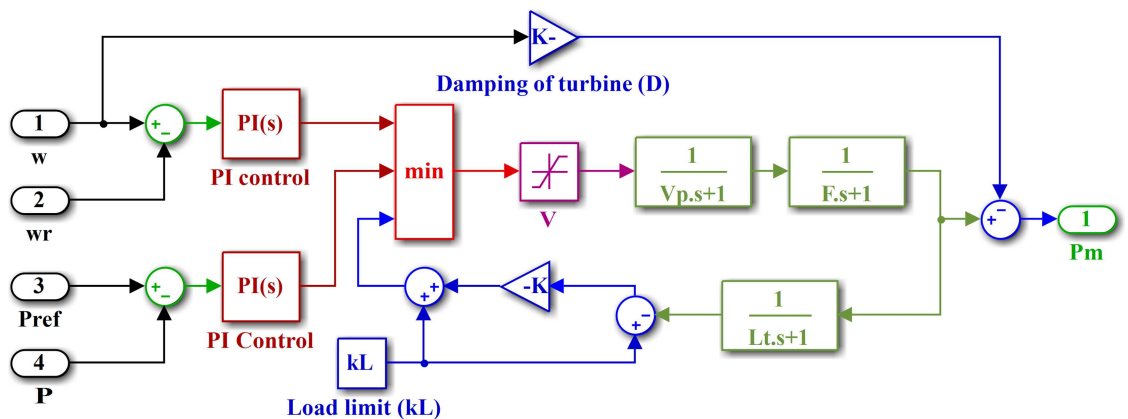 K-
Damping of turbine (D)
1
w
+
-
PI(s)
PI control
2
wr
min
V
1
Vp.s+1
1
F.s+1
+
-
1
Pm
3
Pref
+
-
PI(s)
PI Control
4
P
+
+
-K
+
-
1
Lt.s+1
kL
Load limit (kL)